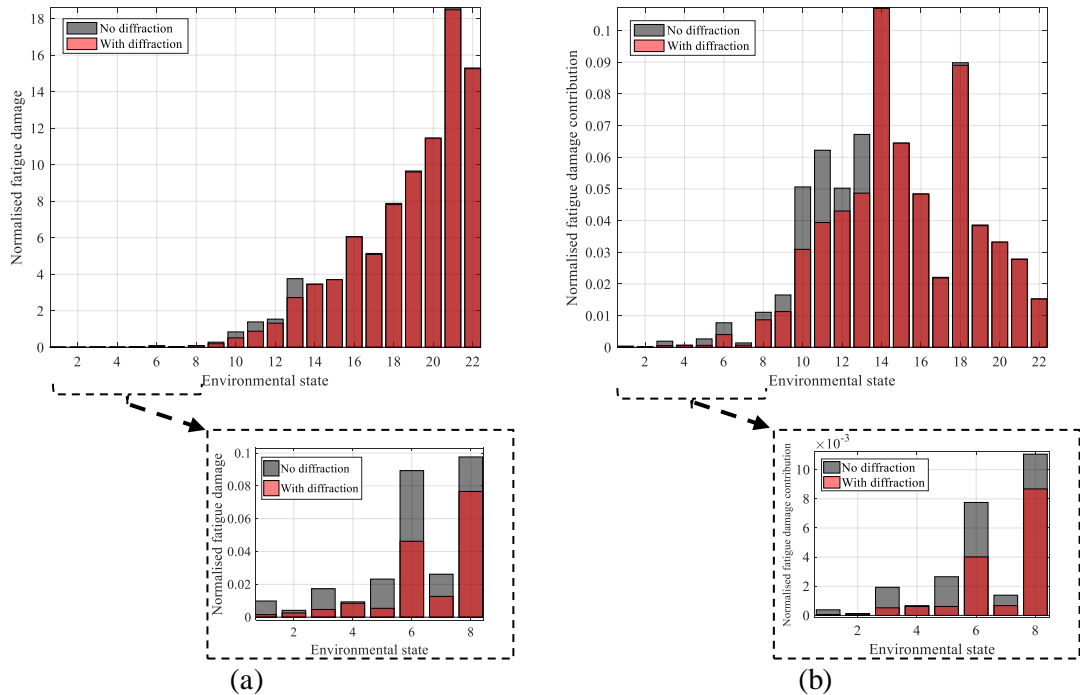 18
16
14
12
10
8
6
4
2
0
Normalised fatigue damage
No diffraction
With diffraction
2 4 6 8 10 12 14 16 18 20 22
Environmental state
0.1
0.09
0.08
0.07
0.06
0.05
0.04
0.03
0.02
0.01
0
Normalised fatigue damage contribution
No diffraction
With diffraction
2 4 6 8 10 12 14 16 18 20 22
Environmental state
0.1
0.08
0.06
0.04
0.02
0
Normalised fatigue damage
No diffraction
With diffraction
2 4 6 8
Environmental state
(a)
×10⁻³
10
8
6
4
2
0
Normalised fatigue damage contribution
No diffraction
With diffraction
2 4 6 8
Environmental state
(b)